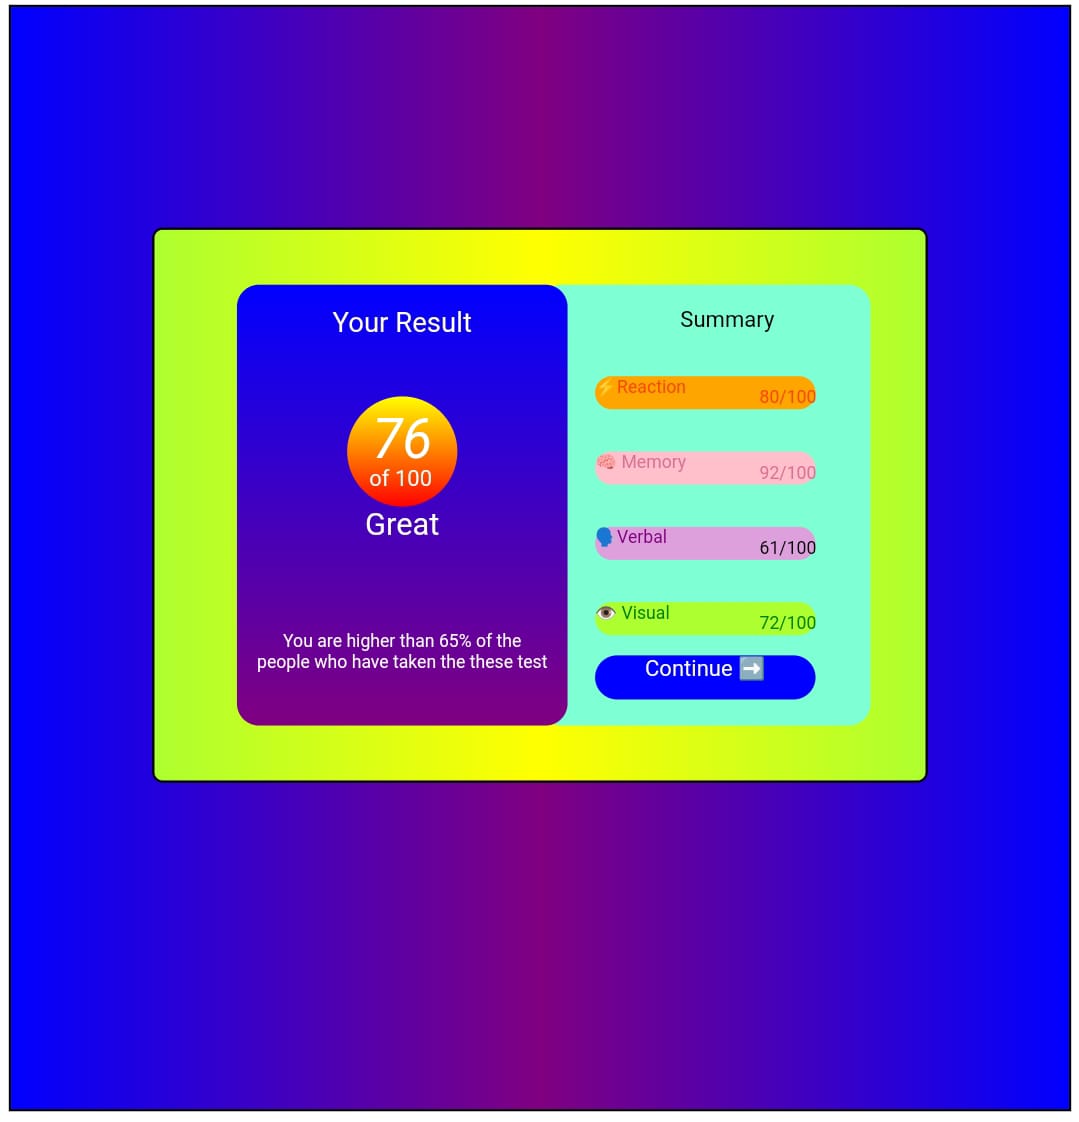 Your Result
76
of 100
Great
You are higher than 65% of the
people who have taken the these test
Summary
⚡Reaction
80/100
🧠 Memory
92/100
🗣️Verbal
61/100
👁️ Visual
72/100
Continue ➡️